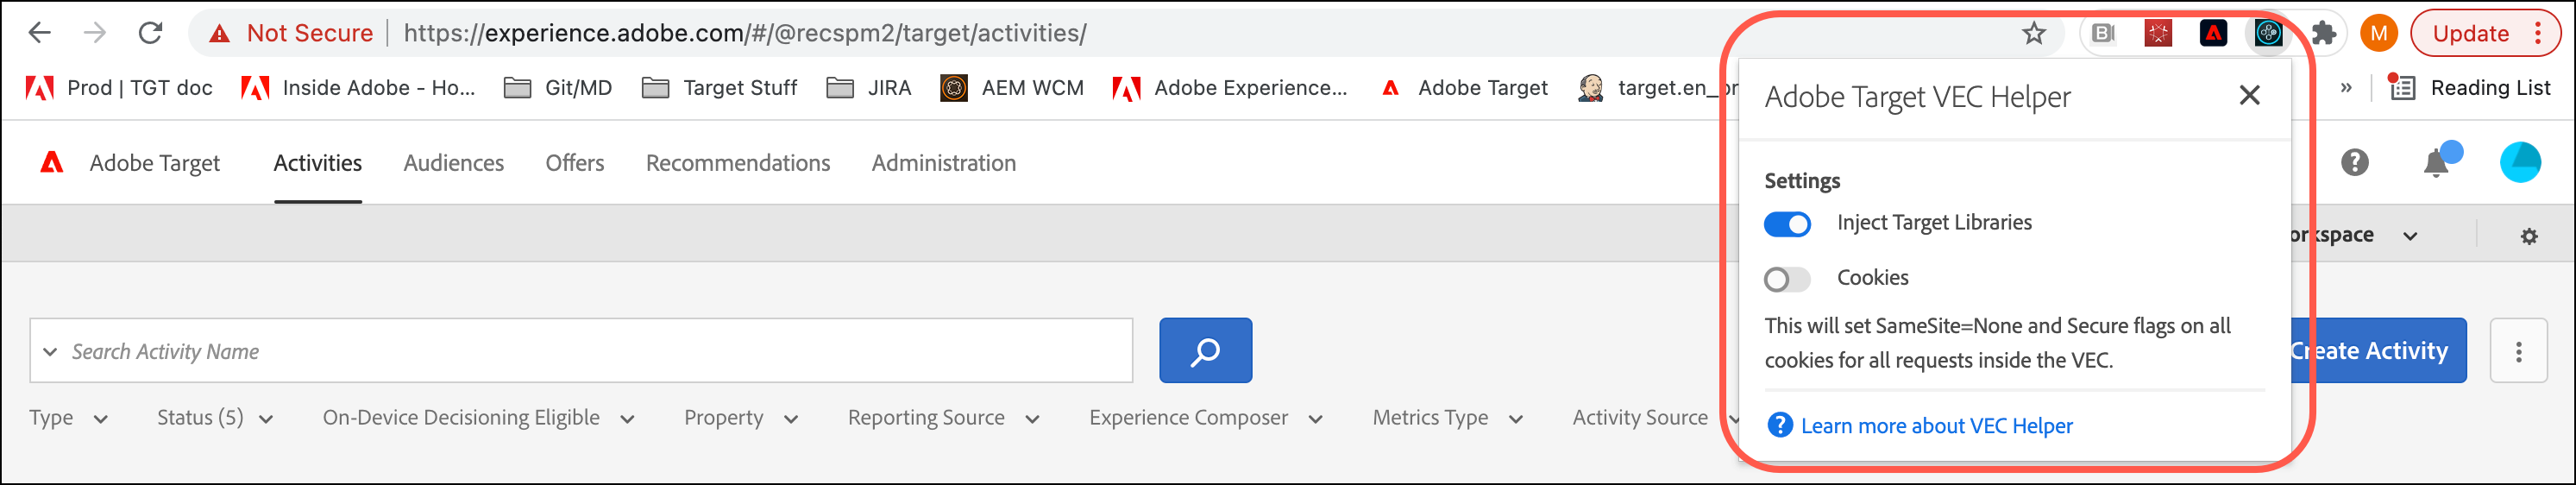 Not Secure
https://experience.adobe.com/#/@recspm2/target/activities/
M
Update
Prod | TGT doc
Inside Adobe - Ho...
Git/MD
Target Stuff
JIRA
AEM WCM
Adobe Experience...
Adobe Target
target.en_pr
»
Reading List
Adobe Target VEC Helper
Adobe Target
Activities
Audiences
Offers
Recommendations
Administration
Settings
Inject Target Libraries
orkspace
Cookies
This will set SameSite=None and Secure flags on all
cookies for all requests inside the VEC.
Search Activity Name
Create Activity
Type
Status (5)
On-Device Decisioning Eligible
Property
Reporting Source
Experience Composer
Metrics Type
Activity Source
Learn more about VEC Helper